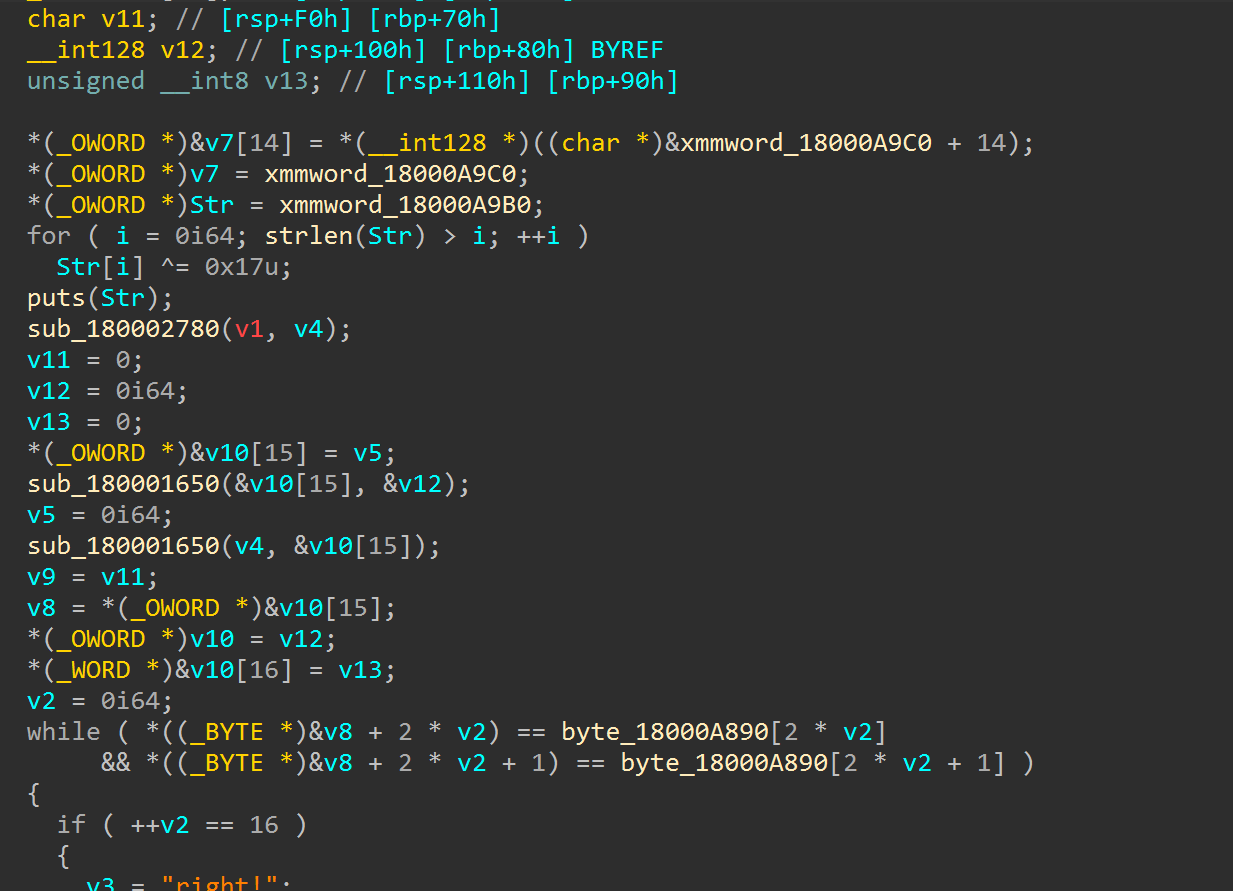 char v11; // [rsp+F0h] [rbp+70h]
__int128 v12; // [rsp+100h] [rbp+80h] BYREF
unsigned __int8 v13; // [rsp+110h] [rbp+90h]
*(_OWORD *)&v7[14] = *(__int128 *)((char *)&xmmword_18000A9C0 + 14);
*(_OWORD *)v7 = xmmword_18000A9C0;
*(_OWORD *)Str = xmmword_18000A9B0;
for ( i = 0i64; strlen(Str) > i; ++i )
Str[i] ^= 0x17u;
puts(Str);
sub_180002780(v1, v4);
v11 = 0;
v12 = 0i64;
v13 = 0;
*(_OWORD *)&v10[15] = v5;
sub_180001650(&v10[15], &v12);
v5 = 0i64;
sub_180001650(v4, &v10[15]);
v9 = v11;
v8 = *(_OWORD *)&v10[15];
*(_OWORD *)v10 = v12;
*(_WORD *)&v10[16] = v13;
v2 = 0i64;
while ( *((_BYTE *)&v8 + 2 * v2) == byte_18000A890[2 * v2]
&& *((_BYTE *)&v8 + 2 * v2 + 1) == byte_18000A890[2 * v2 + 1] )
{
if ( ++v2 == 16 )
{
v3 = "right!";